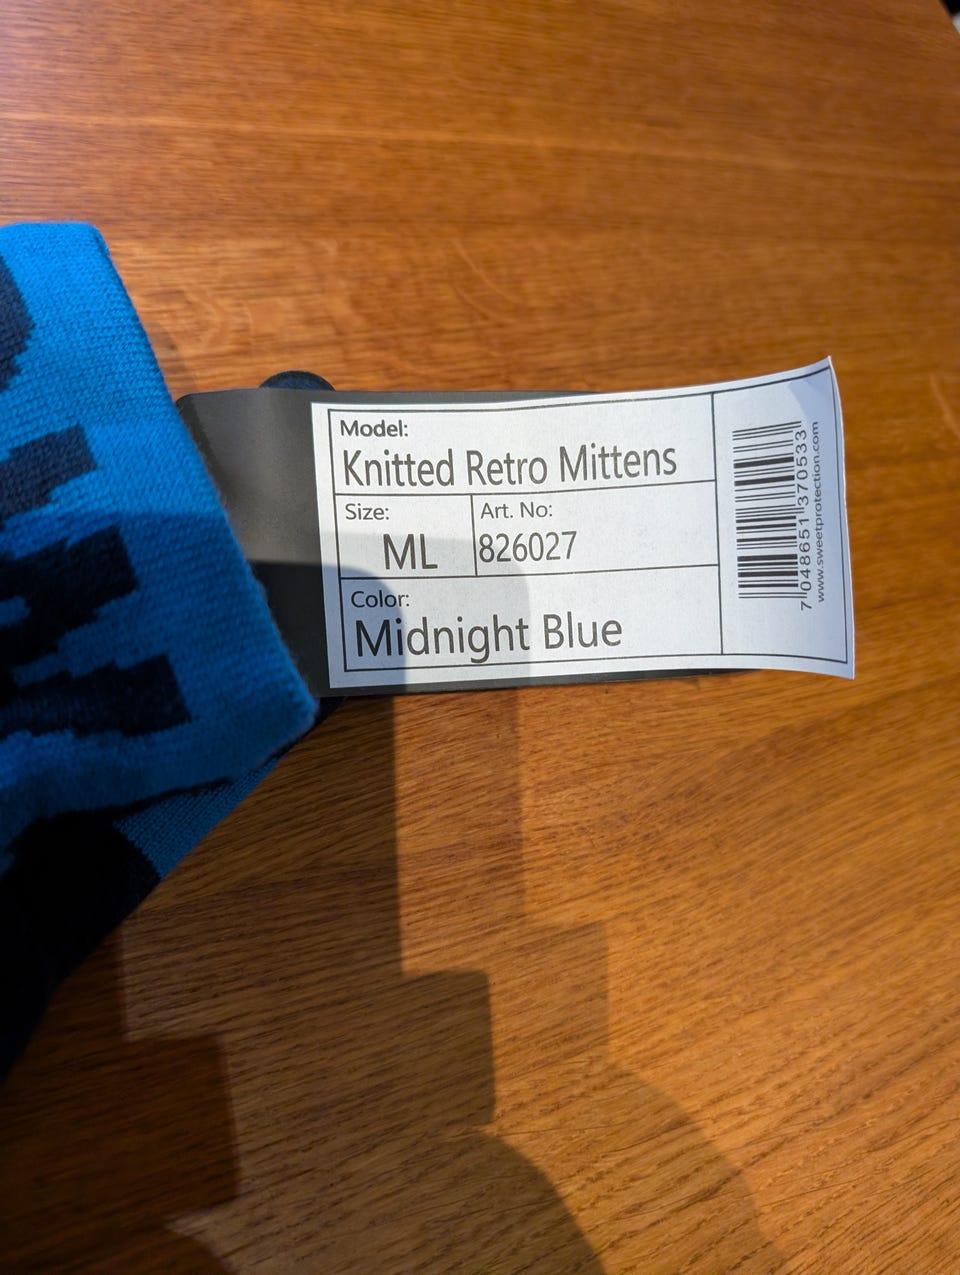 Model:
Knitted Retro Mittens
Size:
ML
Art. No:
826027
Color:
Midnight Blue
7 048651 370533
www.sweetprotection.com